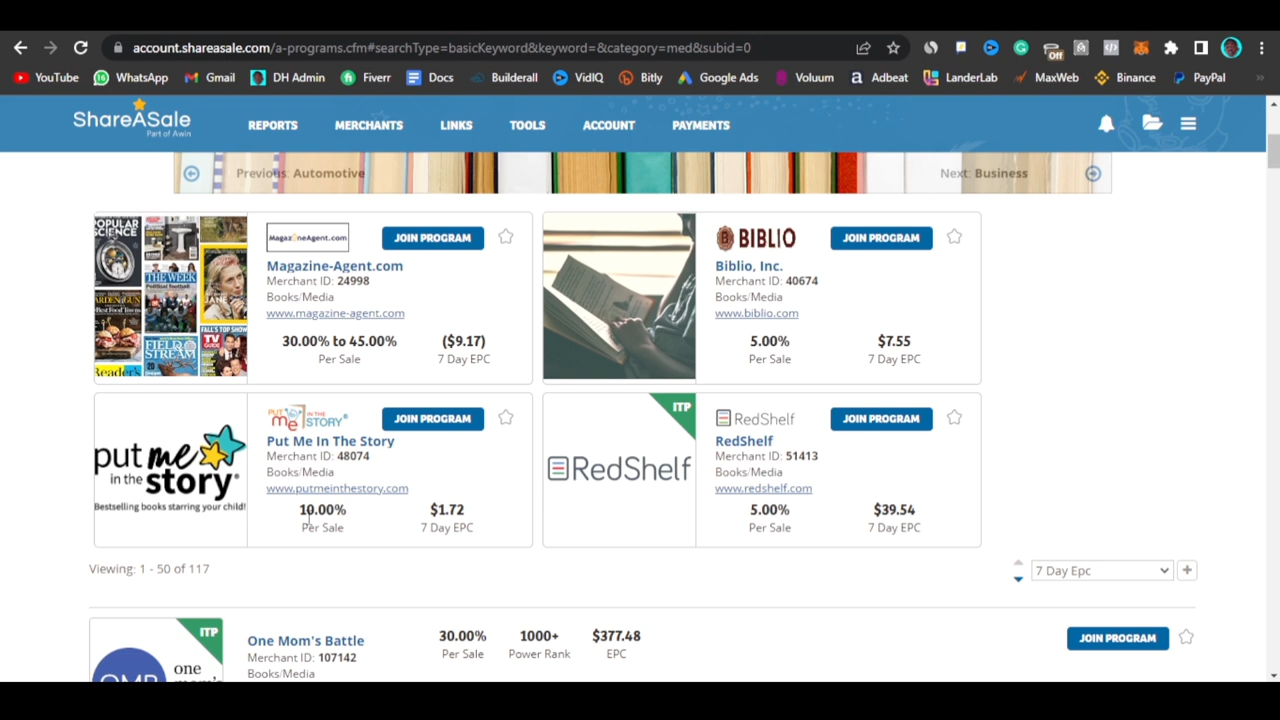 account.shareasale.com/a-programs.cfm#searchType=basicKeyword&keyword=&category=med&subid=0
Off
YouTube WhatsApp Gmail DH Admin Fiverr Docs Builderall VidIQ Bitly Google Ads Voluum Adbeat LanderLab MaxWeb Binance PayPal
ShareASale
Part of Awin
REPORTS MERCHANTS LINKS TOOLS ACCOUNT PAYMENTS
Previous: Automotive
Next: Business
MagazineAgent.com
JOIN PROGRAM
Magazine-Agent.com
Merchant ID: 24998
Books/Media
www.magazine-agent.com
30.00% to 45.00% ($9.17)
Per Sale 7 Day EPC
BIBLIO
JOIN PROGRAM
Biblio, Inc.
Merchant ID: 40674
Books/Media
www.biblio.com
5.00% $7.55
Per Sale 7 Day EPC
put me
in the story
Bestselling books starring your child!
PUT me IN THE STORY
JOIN PROGRAM
Put Me In The Story
Merchant ID: 48074
Books/Media
www.putmeinthestory.com
10.00% $1.72
Per Sale 7 Day EPC
ITP
RedShelf
RedShelf
JOIN PROGRAM
RedShelf
Merchant ID: 51413
Books/Media
www.redshelf.com
5.00% $39.54
Per Sale 7 Day EPC
Viewing: 1 - 50 of 117
7 Day Epc
ITP
one
One Mom's Battle
Merchant ID: 107142
Books/Media
30.00% 1000+ $377.48
Per Sale Power Rank EPC
JOIN PROGRAM